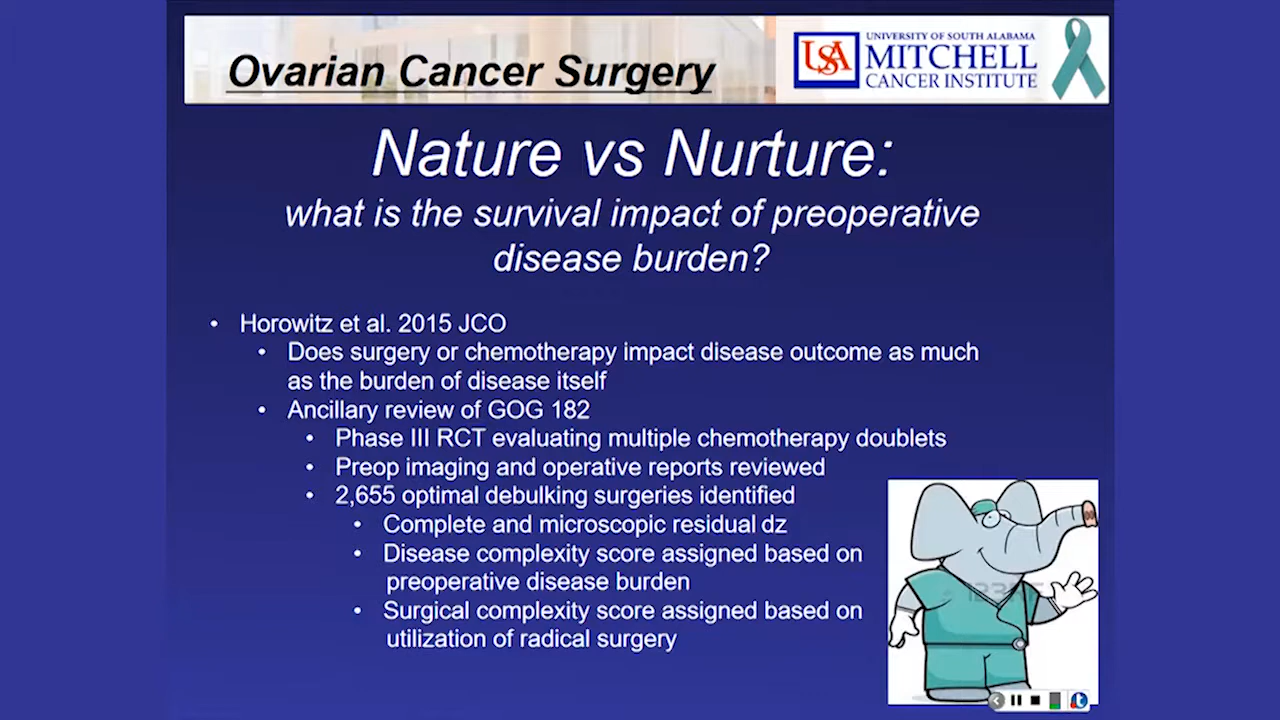 Ovarian Cancer Surgery
USA
UNIVERSITY OF SOUTH ALABAMA
MITCHELL
CANCER INSTITUTE
Nature vs Nurture:
what is the survival impact of preoperative
disease burden?
• Horowitz et al. 2015 JCO
• Does surgery or chemotherapy impact disease outcome as much
as the burden of disease itself
• Ancillary review of GOG 182
• Phase III RCT evaluating multiple chemotherapy doublets
• Preop imaging and operative reports reviewed
• 2,655 optimal debulking surgeries identified
• Complete and microscopic residual dz
• Disease complexity score assigned based on
preoperative disease burden
• Surgical complexity score assigned based on
utilization of radical surgery